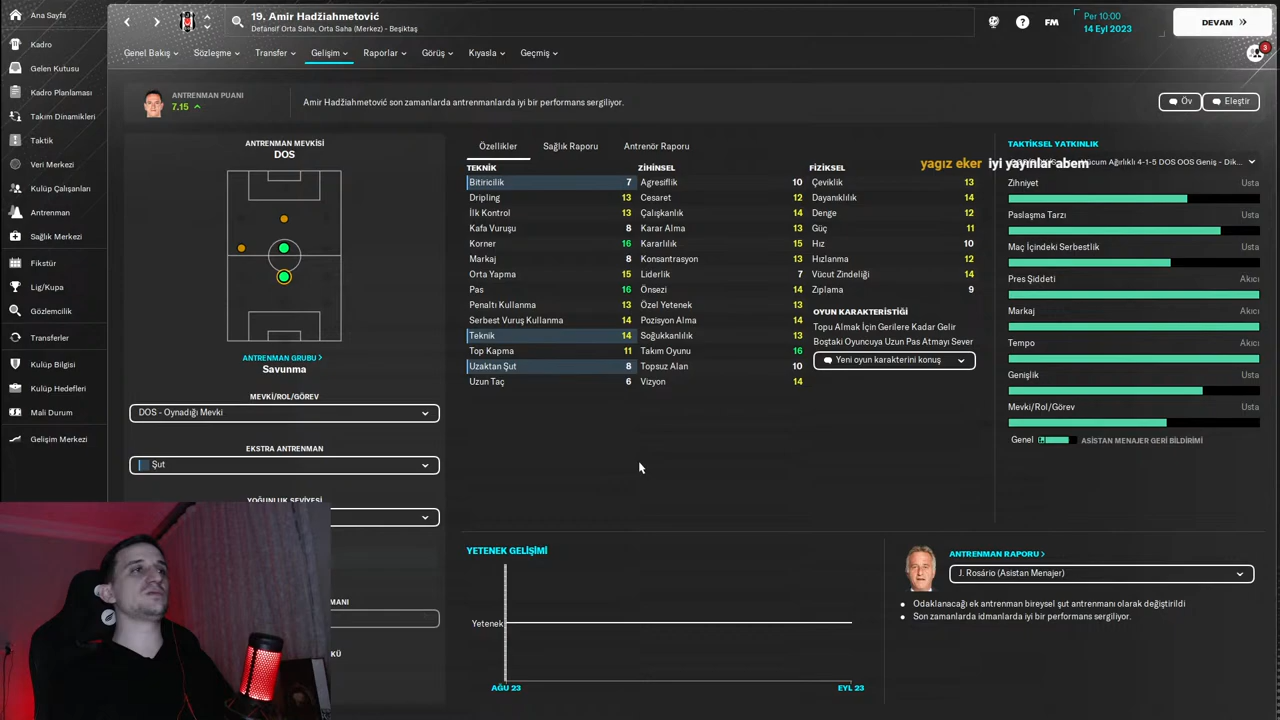 Ana Sayfa
Kadro
Gelen Kutusu
Kadro Planlaması
Takım Dinamikleri
Taktik
Veri Merkezi
Kulüp Çalışanları
Antrenman
Sağlık Merkezi
Fikstür
Lig/Kupa
Gözlemcilik
Transferler
Kulüp Bilgisi
Kulüp Hedefleri
Mali Durum
Gelişim Merkezi
19. Amir Hadžiahmetović
Defansif Orta Saha, Orta Saha (Merkez) - Beşiktaş
FM
Per 10:00
14 Eyl 2023
DEVAM
3
Genel Bakış
Sözleşme
Transfer
Gelişim
Raporlar
Görüş
Kıyasla
Geçmiş
ANTRENMAN PUANI
7.15
Amir Hadžiahmetović son zamanlarda antrenmanlarda iyi bir performans sergiliyor.
Öv
Eleştir
ANTRENMAN MEVKİSİ
DOS
ANTRENMAN GRUBU >
Savunma
MEVKİ/ROL/GÖREV
DOS - Oynadığı Mevki
EKSTRA ANTRENMAN
Şut
YOĞUNLUK SEVİYESİ
Özellikler
Sağlık Raporu
Antrenör Raporu
TEKNİK
Bitiricilik 7
Dripling 13
İlk Kontrol 13
Kafa Vuruşu 8
Korner 16
Markaj 8
Orta Yapma 15
Pas 16
Penaltı Kullanma 13
Serbest Vuruş Kullanma 14
Teknik 14
Top Kapma 11
Uzaktan Şut 8
Uzun Taç 6
ZİHİNSEL
Agresiflik 10
Cesaret 12
Çalışkanlık 14
Karar Alma 13
Kararlılık 15
Konsantrasyon 13
Liderlik 7
Önsezi 14
Özel Yetenek 13
Pozisyon Alma 14
Soğukkanlılık 13
Takım Oyunu 16
Topsuz Alan 10
Vizyon 14
FİZİKSEL
Çeviklik 13
Dayanıklılık 14
Denge 12
Güç 11
Hız 10
Hızlanma 12
Vücut Zindeliği 14
Zıplama 9
OYUN KARAKTERİSTİĞİ
Topu Almak İçin Gerilere Kadar Gelir
Boştaki Oyuncuya Uzun Pas Atmayı Sever
Yeni oyun karakterini konuş
TAKTİKSEL YATKINLIK
yagız eker iyi yayınlar abem
Hücum Ağırlıklı 4-1-5 DOS OOS Geniş - Dik...
Zihniyet Usta
Paslaşma Tarzı Usta
Maç İçindeki Serbestlik Usta
Pres Şiddeti Akıcı
Markaj Akıcı
Tempo Akıcı
Genişlik Usta
Mevki/Rol/Görev Usta
Genel
ASİSTAN MENAJER GERİ BİLDİRİMİ
YETENEK GELİŞİMİ
Yetenek
AĞU 23
EYL 23
ANTRENMAN RAPORU >
J. Rosário (Asistan Menajer)
Odaklanacağı ek antrenman bireysel şut antrenmanı olarak değiştirildi
Son zamanlarda idmanlarda iyi bir performans sergiliyor.